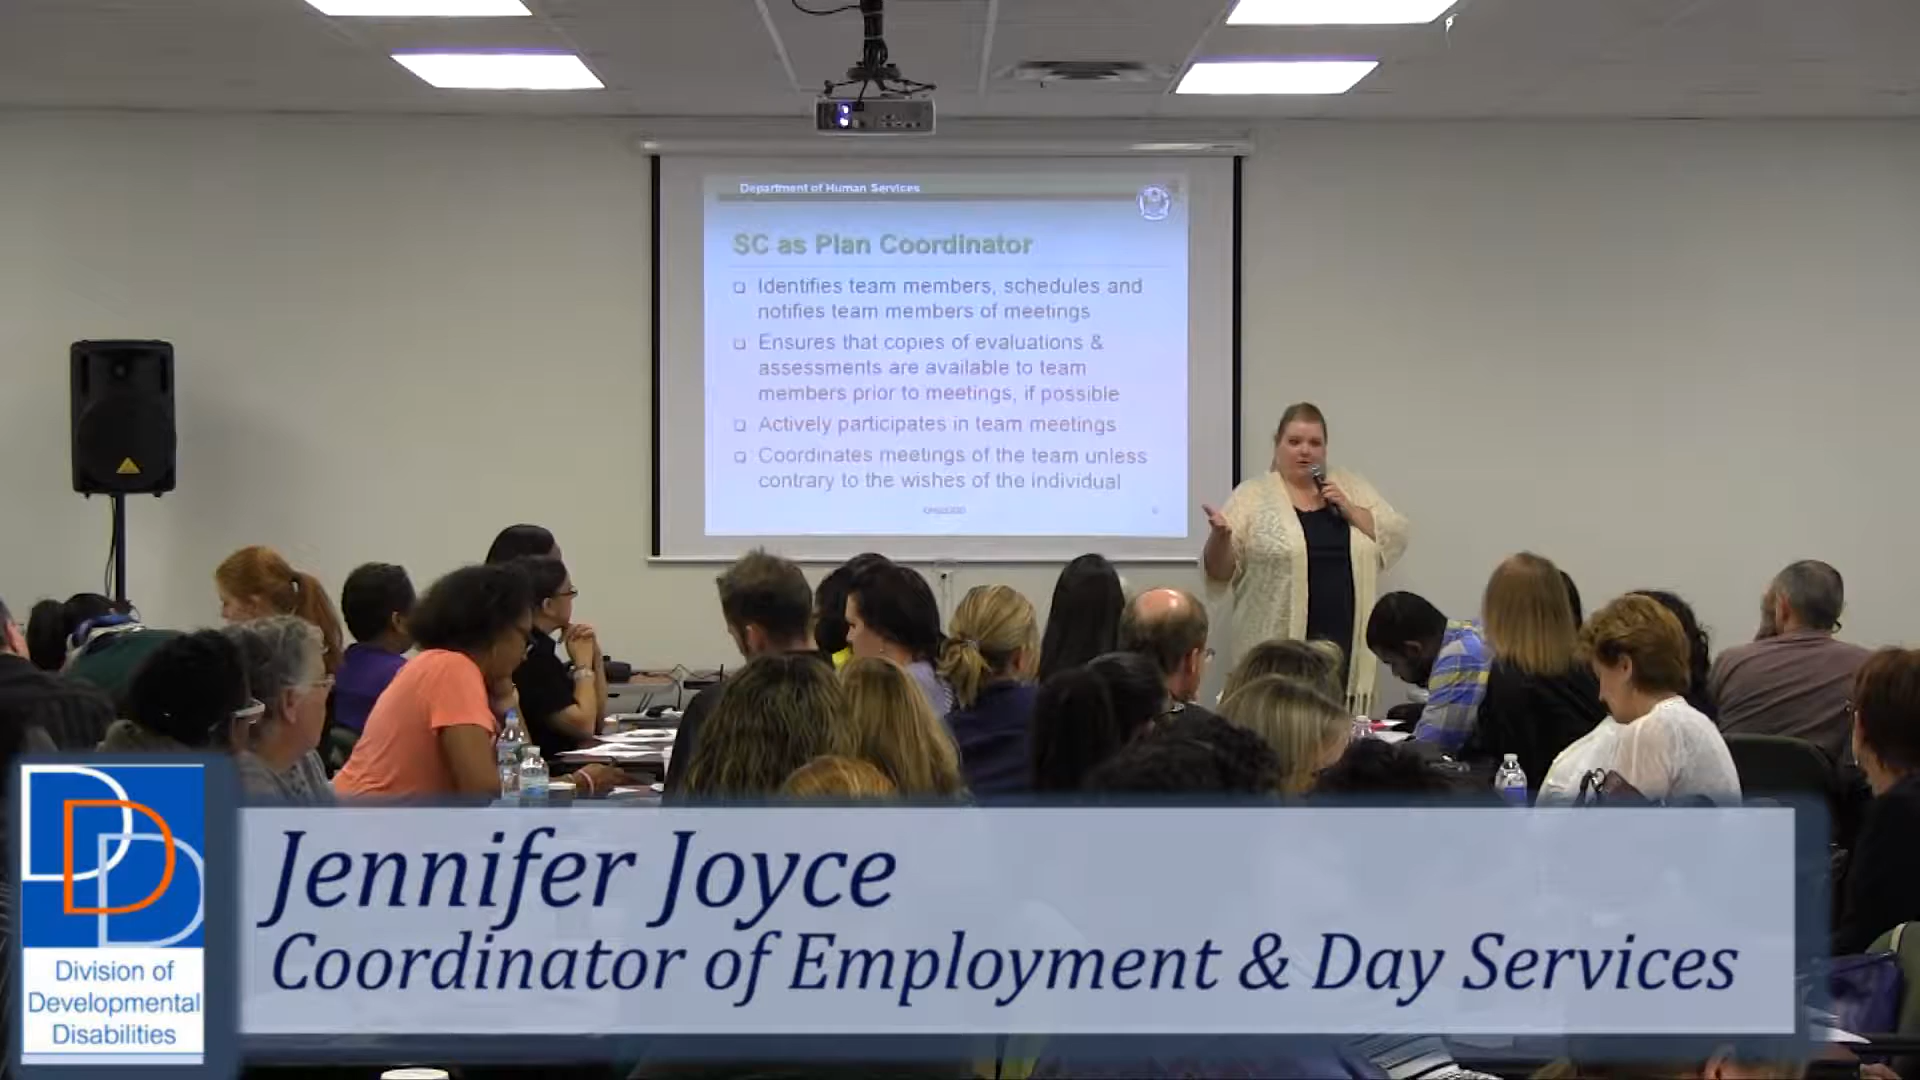 Department of Human Services
SC as Plan Coordinator
Identifies team members, schedules and
notifies team members of meetings
Ensures that copies of evaluations &
assessments are available to team
members prior to meetings, if possible
Actively participates in team meetings
Coordinates meetings of the team unless
contrary to the wishes of the individual
Jennifer Joyce
Coordinator of Employment & Day Services
DDD
Division of
Developmental
Disabilities